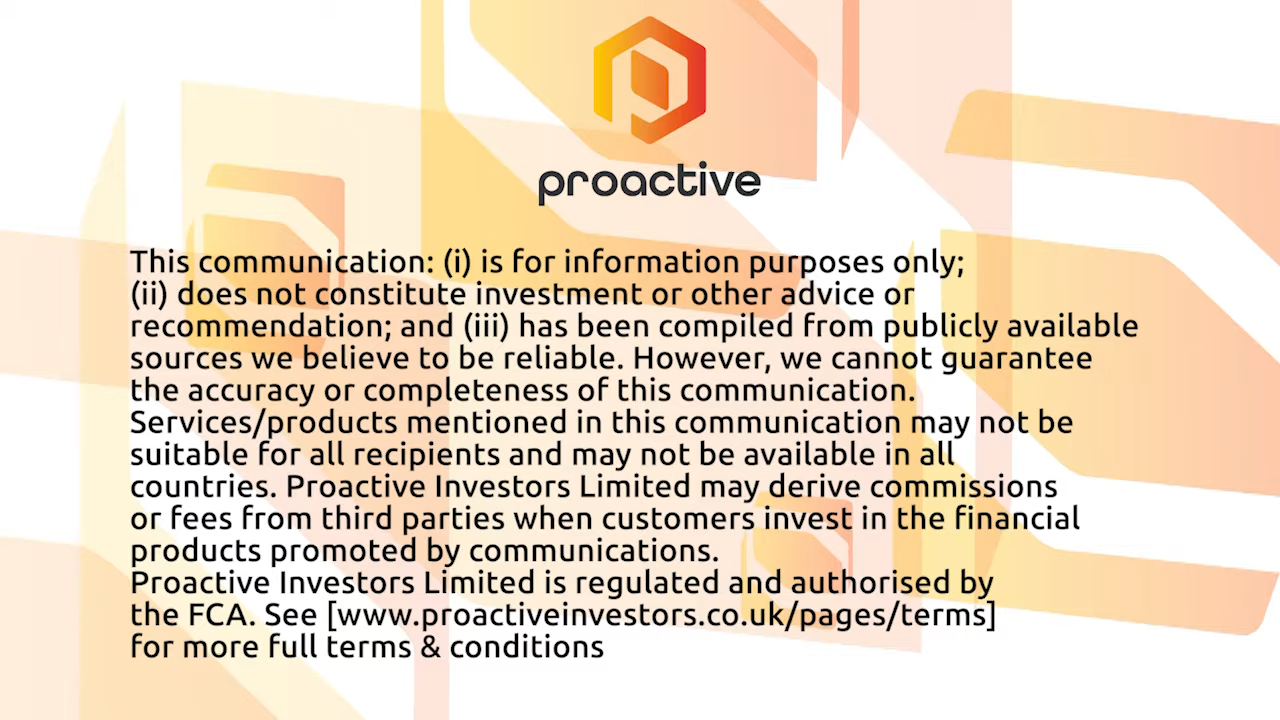 proactive
This communication: (i) is for information purposes only;
(ii) does not constitute investment or other advice or
recommendation; and (iii) has been compiled from publicly available
sources we believe to be reliable. However, we cannot guarantee
the accuracy or completeness of this communication.
Services/products mentioned in this communication may not be
suitable for all recipients and may not be available in all
countries. Proactive Investors Limited may derive commissions
or fees from third parties when customers invest in the financial
products promoted by communications.
Proactive Investors Limited is regulated and authorised by
the FCA. See [www.proactiveinvestors.co.uk/pages/terms]
for more full terms & conditions